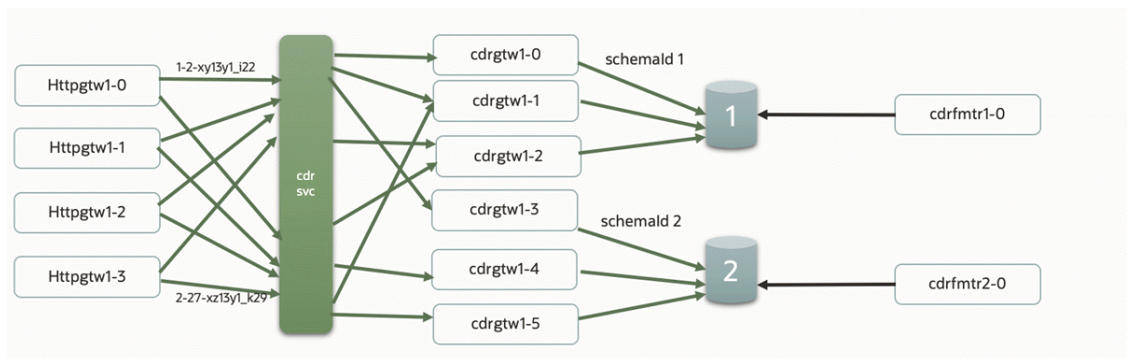 Httpgtw1-0
Httpgtw1-1
Httpgtw1-2
Httpgtw1-3
1-2-xy13y1_i22
2-27-xz13y1_k29
cdr
svc
cdrgtw1-0
cdrgtw1-1
cdrgtw1-2
cdrgtw1-3
cdrgtw1-4
cdrgtw1-5
schemaId 1
schemaId 2
1
2
cdrfmtr1-0
cdrfmtr2-0